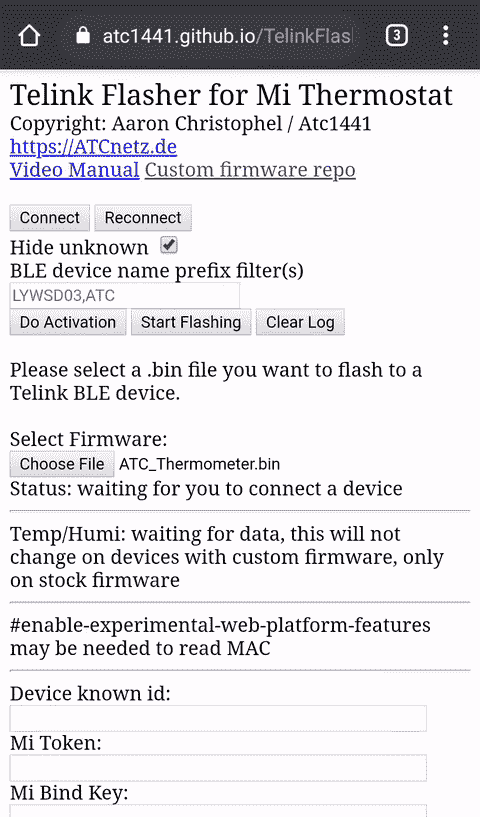 atc1441.github.io/TelinkFlas
3
Telink Flasher for Mi Thermostat
Copyright: Aaron Christophel / Atc1441
https://ATCnetz.de
Video Manual Custom firmware repo
Connect Reconnect
Hide unknown
BLE device name prefix filter(s)
LYWSD03,ATC
Do Activation Start Flashing Clear Log
Please select a .bin file you want to flash to a
Telink BLE device.
Select Firmware:
Choose File ATC_Thermometer.bin
Status: waiting for you to connect a device
Temp/Humi: waiting for data, this will not
change on devices with custom firmware, only
on stock firmware
#enable-experimental-web-platform-features
may be needed to read MAC
Device known id:
Mi Token:
Mi Bind Key: